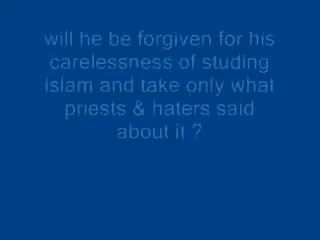 will he be forgiven for his
carelessness of studing
islam and take only what
priests & haters said
about it ?